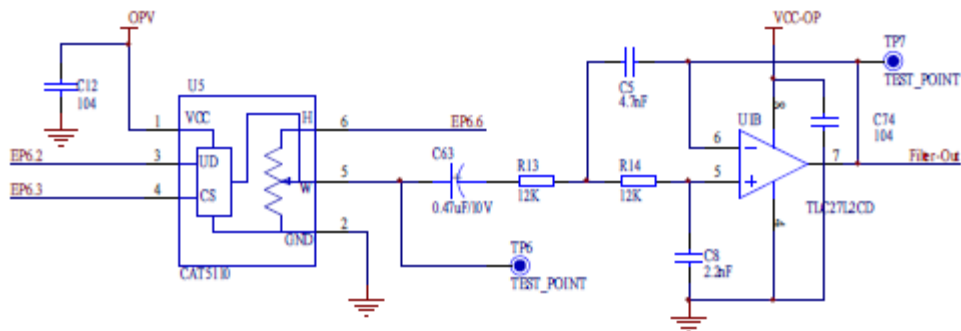 OPV
VCC-OP
TP7
TEST_POINT
C12
104
U5
C5
4.7nF
C74
104
1
VCC
H
6
EP6.6
U1B
8
6
EP6.2
3
UD
C63
R13
R14
7
Filter-Out
W
5
5
EP6.3
4
CS
0.47uF/10V
12K
12K
TLC27L2CD
4
GND
2
TP6
C8
2.2nF
CAT5110
TEST_POINT